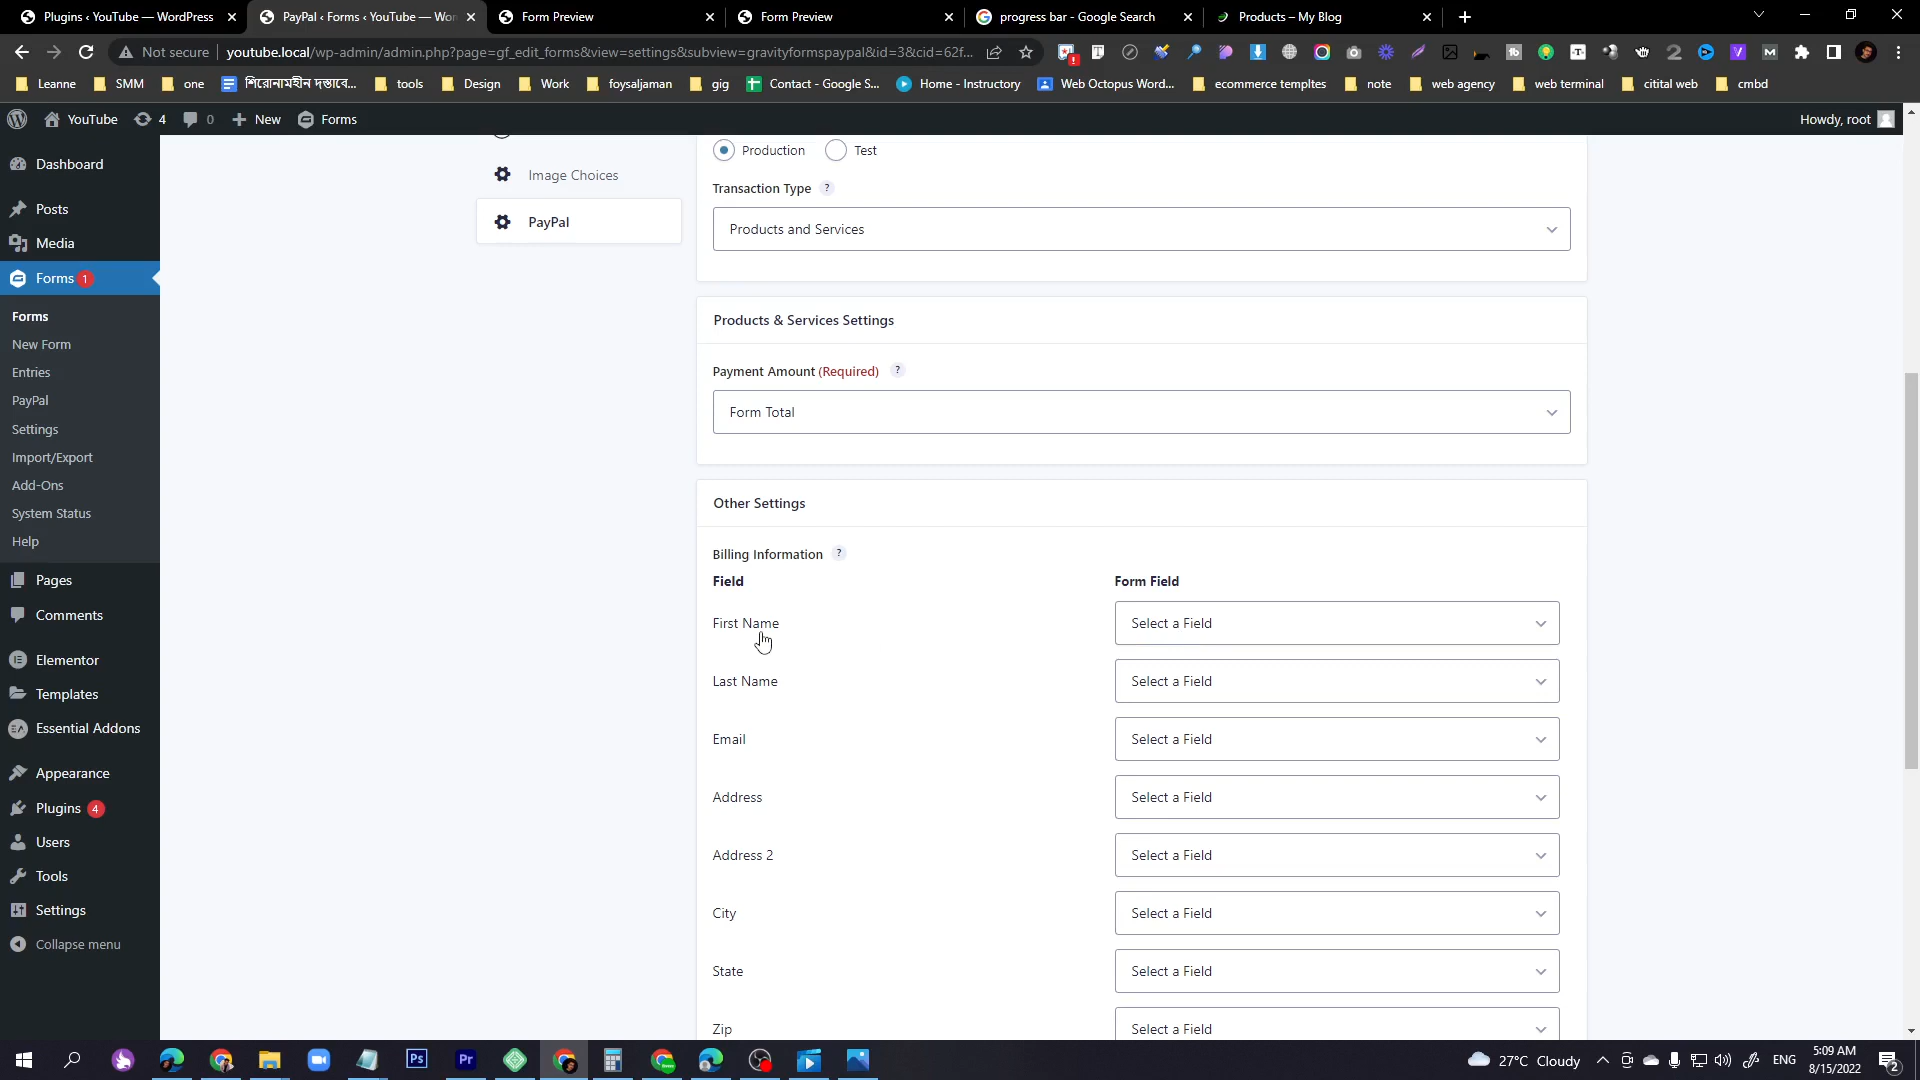 Plugins ‹ YouTube — WordPress
PayPal ‹ Forms ‹ YouTube — Wor
Form Preview
Form Preview
progress bar - Google Search
Products – My Blog
Not secure
youtube.local/wp-admin/admin.php?page=gf_edit_forms&view=settings&subview=gravityformspaypal&id=3&cid=62f...
Leanne
SMM
one
শিরোনামহীন দস্তাবে...
tools
Design
Work
foysaljaman
gig
Contact - Google S...
Home - Instructory
Web Octopus Word...
ecommerce templtes
note
web agency
web terminal
citital web
cmbd
YouTube
4
0
New
Forms
Howdy, root
Dashboard
Posts
Media
Forms 1
Forms
New Form
Entries
PayPal
Settings
Import/Export
Add-Ons
System Status
Help
Pages
Comments
Elementor
Templates
Essential Addons
Appearance
Plugins 4
Users
Tools
Settings
Collapse menu
Image Choices
PayPal
Production
Test
Transaction Type ?
Products and Services
Products & Services Settings
Payment Amount (Required) ?
Form Total
Other Settings
Billing Information ?
Field Form Field
First Name Select a Field
Last Name Select a Field
Email Select a Field
Address Select a Field
Address 2 Select a Field
City Select a Field
State Select a Field
Zip Select a Field
Ps
Pr
27°C Cloudy
ENG
5:09 AM
8/15/2022
2